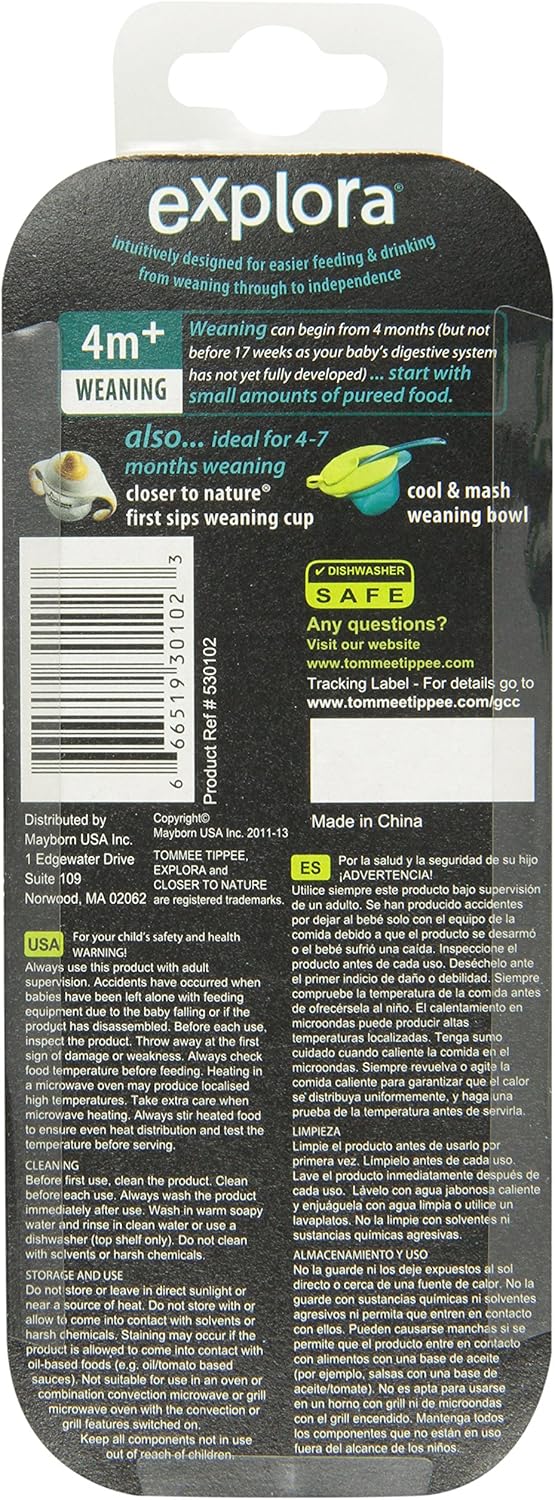 eXplora®
intuitively designed for easier feeding & drinking
from weaning through to independence
4m+
WEANING
Weaning can begin from 4 months (but not
before 17 weeks as your baby's digestive system
has not yet fully developed) ... start with
small amounts of pureed food.
also... ideal for 4-7
months weaning
closer to nature®
first sips weaning cup
cool & mash
weaning bowl
6 66519 30102 3
Product Ref # 530102
✓ DISHWASHER
SAFE
Any questions?
Visit our website
www.tommeetippee.com
Tracking Label - For details go to
www.tommeetippee.com/gcc
Made in China
Distributed by
Mayborn USA Inc.
1 Edgewater Drive
Suite 109
Norwood, MA 02062
Copyright©
Mayborn USA Inc. 2011-13
TOMMEE TIPPEE,
EXPLORA and
CLOSER TO NATURE
are registered trademarks.
USA
For your child's safety and health
WARNING!
Always use this product with adult
supervision. Accidents have occurred when
babies have been left alone with feeding
equipment due to the baby falling or if the
product has disassembled. Before each use,
inspect the product. Throw away at the first
sign of damage or weakness. Always check
food temperature before feeding. Heating in
a microwave oven may produce localised
high temperatures. Take extra care when
microwave heating. Always stir heated food
to ensure even heat distribution and test the
temperature before serving.
CLEANING
Before first use, clean the product. Clean
before each use. Always wash the product
immediately after use. Wash in warm soapy
water and rinse in clean water or use a
dishwasher (top shelf only). Do not clean
with solvents or harsh chemicals.
STORAGE AND USE
Do not store or leave in direct sunlight or
near a source of heat. Do not store with or
allow to come into contact with solvents or
harsh chemicals. Staining may occur if the
product is allowed to come into contact with
oil-based foods (e.g. oil/tomato based
sauces). Not suitable for use in an oven or
combination convection microwave or grill
microwave oven with the convection or
grill features switched on.
Keep all components not in use
out of reach of children.
ES
Por la salud y la seguridad de su hijo
¡ADVERTENCIA!
Utilice siempre este producto bajo supervisión
de un adulto. Se han producido accidentes
por dejar al bebé solo con el equipo de la
comida debido a que el producto se desarmó
o el bebé sufrió una caída. Inspeccione el
producto antes de cada uso. Deséchelo ante
el primer indicio de daño o debilidad. Siempre
compruebe la temperatura de la comida antes
de ofrecérsela al niño. El calentamiento en
microondas puede producir altas
temperaturas localizadas. Tenga sumo
cuidado cuando caliente la comida en el
microondas. Siempre revuelva o agite la
comida caliente para garantizar que el calor
se distribuya uniformemente, y haga una
prueba de la temperatura antes de servirla.
LIMPIEZA
Limpie el producto antes de usarlo por
primera vez. Límpielo antes de cada uso.
Lave el producto inmediatamente después de
cada uso. Lávelo con agua jabonosa caliente
y enjuáguela con agua limpia o utilice un
lavaplatos. No la limpie con solventes ni
sustancias químicas agresivas.
ALMACENAMIENTO Y USO
No la guarde ni los deje expuestos al sol
directo o cerca de una fuente de calor. No la
guarde con sustancias químicas ni solventes
agresivos ni permita que entren en contacto
con ellos. Pueden causarse manchas si se
permite que el producto entre en contacto
con alimentos con una base de aceite
(por ejemplo, salsas con una base de
aceite/tomate). No es apta para usarse
en un horno con grill ni de microondas
con el grill encendido. Mantenga todos
los componentes que no están en uso
fuera del alcance de los niños.